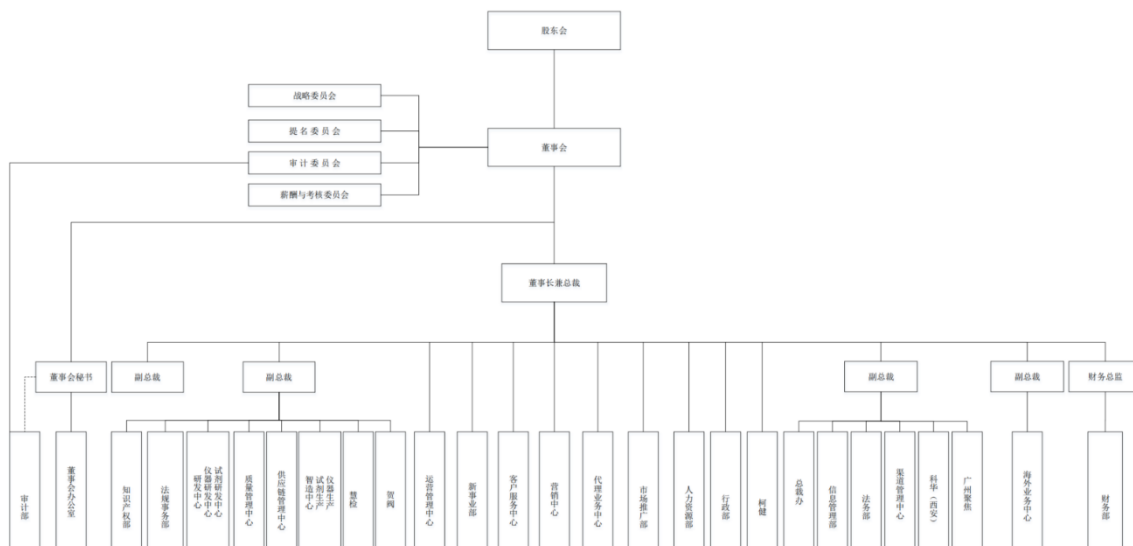 股东会
战略委员会
提名委员会
董事会
审计委员会
薪酬与考核委员会
董事长兼总裁
董事会秘书
副总裁
副总裁
副总裁
副总裁
财务总监
审计部
董事会办公室
知识产权部
法规事务部
试剂研发中心
仪器研发中心
研发中心
质量管理中心
供应链管理中心
仪器生产
试剂生产
智造中心
慧检
贺阀
运营管理中心
新事业部
客户服务中心
营销中心
代理业务中心
市场推广部
人力资源部
行政部
柯健
总裁办
信息管理部
法务部
渠道管理中心
科华（西安）
广州聚焦
海外业务中心
财务部